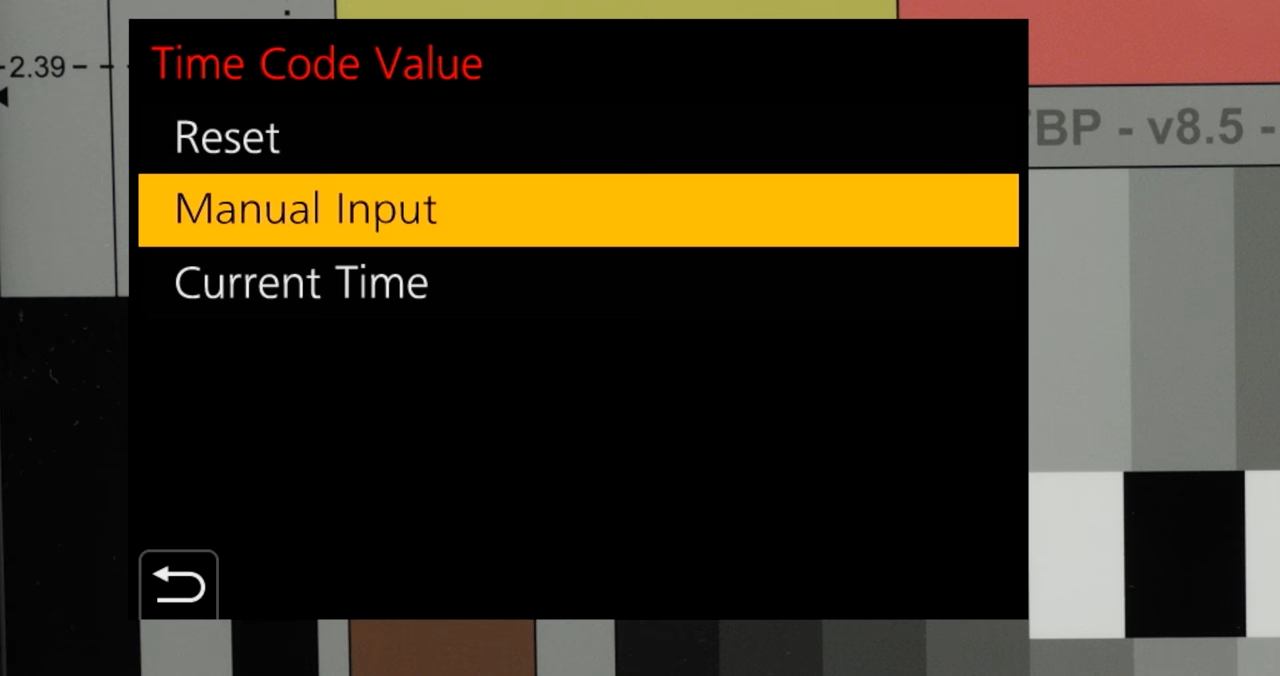 2.39
Time Code Value
Reset
BP - v8.5 -
Manual Input
Current Time